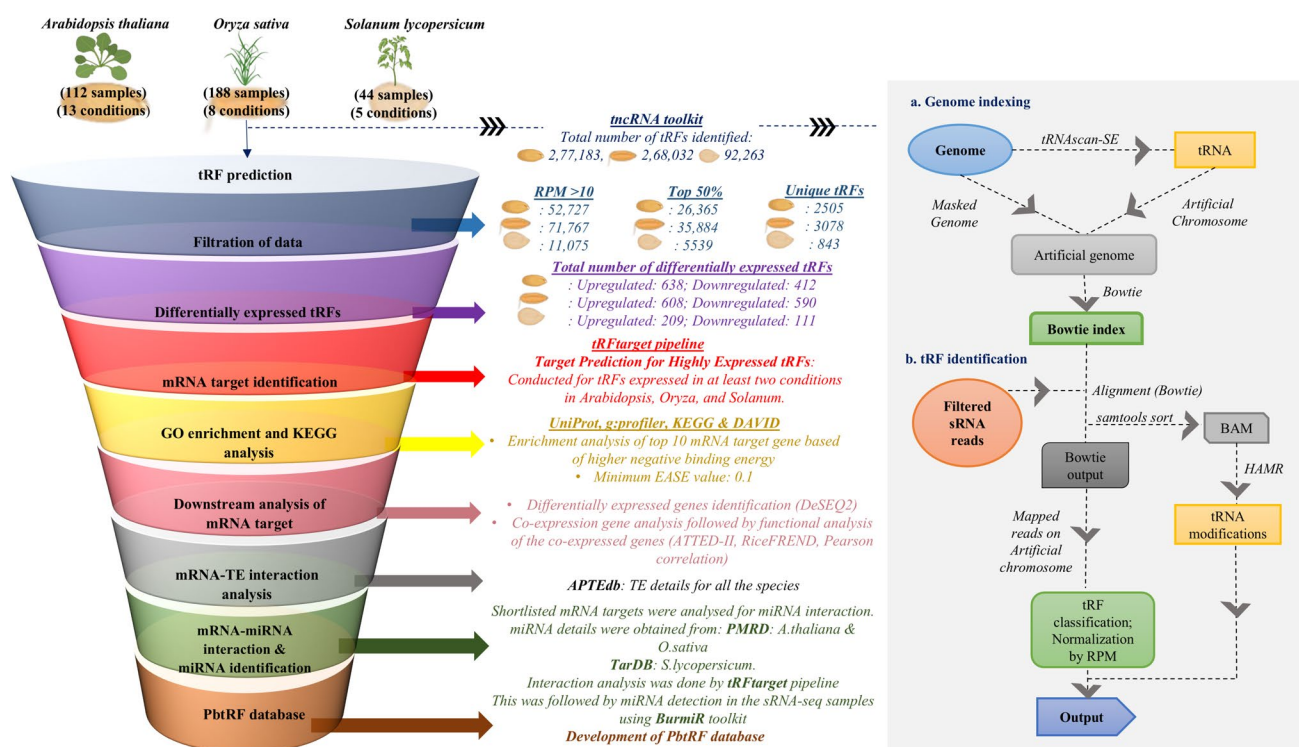 Arabidopsis thaliana
(112 samples)
(13 conditions)
Oryza sativa
(188 samples)
(8 conditions)
Solanum lycopersicum
(44 samples)
(5 conditions)
tncRNA toolkit
Total number of tRFs identified:
2,77,183, 2,68,032 92,263
tRF prediction
Filtration of data
RPM >10
: 52,727
: 71,767
: 11,075
Top 50%
: 26,365
: 35,884
: 5539
Unique tRFs
: 2505
: 3078
: 843
Differentially expressed tRFs
Total number of differentially expressed tRFs
: Upregulated: 638; Downregulated: 412
: Upregulated: 608; Downregulated: 590
: Upregulated: 209; Downregulated: 111
mRNA target identification
tRFtarget pipeline
Target Prediction for Highly Expressed tRFs:
Conducted for tRFs expressed in at least two conditions
in Arabidopsis, Oryza, and Solanum.
GO enrichment and KEGG
analysis
UniProt, g:profiler, KEGG & DAVID
• Enrichment analysis of top 10 mRNA target gene based
of higher negative binding energy
• Minimum EASE value: 0.1
Downstream analysis of
mRNA target
• Differentially expressed genes identification (DeSEQ2)
• Co-expression gene analysis followed by functional analysis
of the co-expressed genes (ATTED-II, RiceFREND, Pearson
correlation)
mRNA-TE interaction
analysis
APTEdb: TE details for all the species
mRNA-miRNA
interaction &
miRNA identification
Shortlisted mRNA targets were analysed for miRNA interaction.
miRNA details were obtained from: PMRD: A.thaliana &
O.sativa
TarDB: S.lycopersicum.
Interaction analysis was done by tRFtarget pipeline
This was followed by miRNA detection in the sRNA-seq samples
using BurmiR toolkit
PbtRF database
Development of PbtRF database
a. Genome indexing
Genome
tRNAscan-SE
tRNA
Masked
Genome
Artificial
Chromosome
Artificial genome
Bowtie
Bowtie index
b. tRF identification
Filtered
sRNA
reads
Alignment (Bowtie)
samtools sort
BAM
Bowtie
output
HAMR
Mapped
reads on
Artificial
chromosome
tRNA
modifications
tRF
classification;
Normalization
by RPM
Output